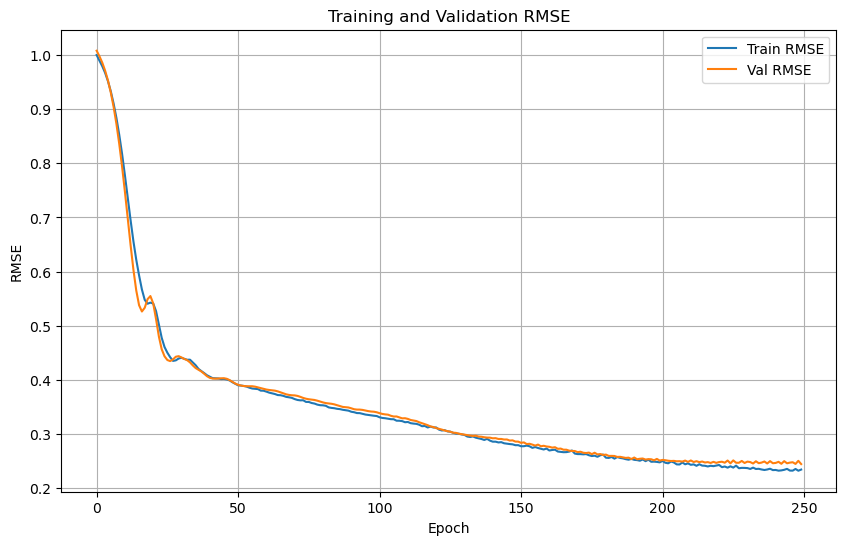 Training and Validation RMSE
Train RMSE
Val RMSE
1.0
0.9
0.8
0.7
0.6
0.5
0.4
0.3
0.2
RMSE
0 50 100 150 200 250
Epoch